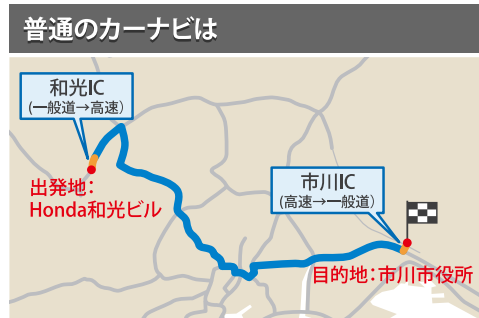 普通のカーナビは
和光IC
(一般道→高速)
出発地：
Honda和光ビル
市川IC
(高速→一般道)
目的地：市川市役所